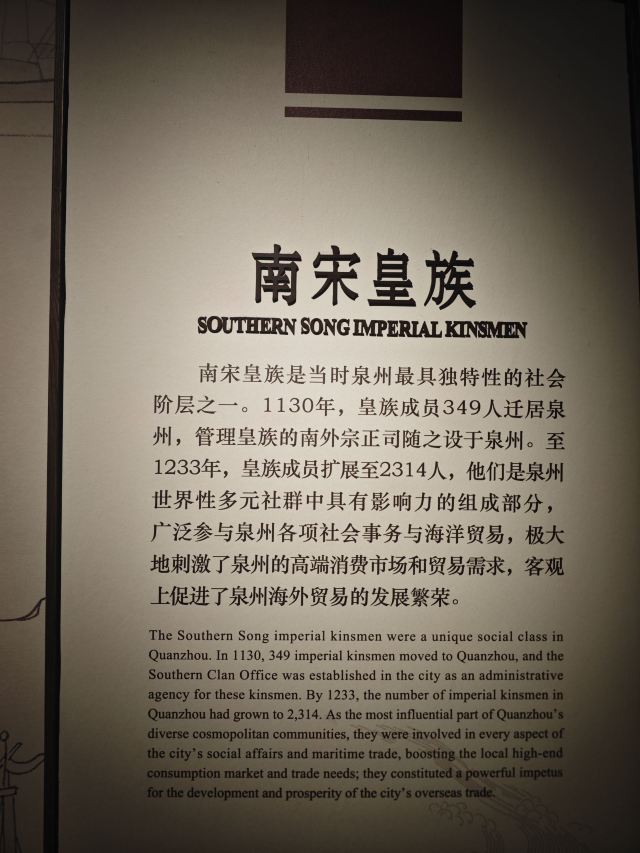 南宋皇族
SOUTHERN SONG IMPERIAL KINSMEN
南宋皇族是当时泉州最具独特性的社会
阶层之一。1130年，皇族成员349人迁居泉
州，管理皇族的南外宗正司随之设于泉州。至
1233年，皇族成员扩展至2314人，他们是泉州
世界性多元社群中具有影响力的组成部分，
广泛参与泉州各项社会事务与海洋贸易，极大
地刺激了泉州的高端消费市场和贸易需求，客观
上促进了泉州海外贸易的发展繁荣。
The Southern Song imperial kinsmen were a unique social class in
Quanzhou. In 1130, 349 imperial kinsmen moved to Quanzhou, and the
Southern Clan Office was established in the city as an administrative
agency for these kinsmen. By 1233, the number of imperial kinsmen in
Quanzhou had grown to 2,314. As the most influential part of Quanzhou's
diverse cosmopolitan communities, they were involved in every aspect of
the city's social affairs and maritime trade, boosting the local high-end
consumption market and trade needs; they constituted a powerful impetus
for the development and prosperity of the city's overseas trade.